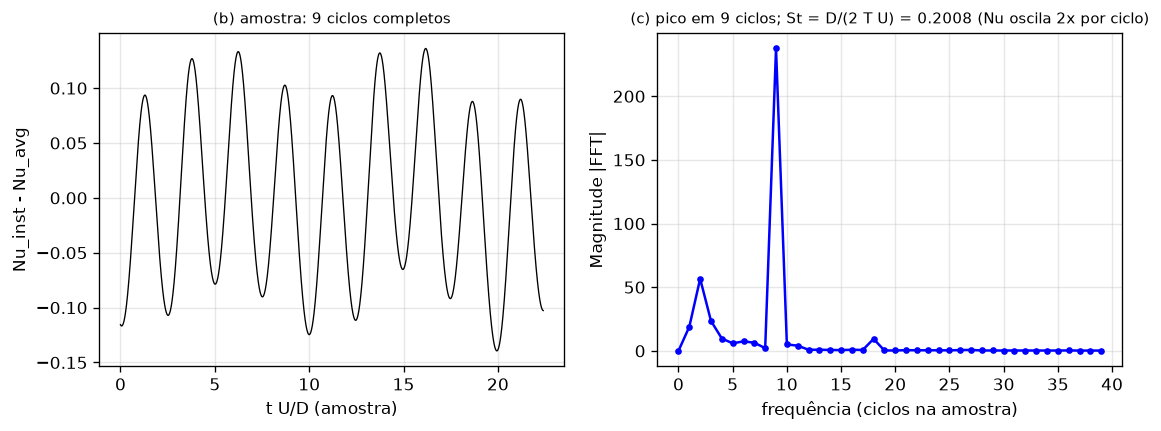 (b) amostra: 9 ciclos completos
Nu_inst - Nu_avg
0.10
0.05
0.00
−0.05
−0.10
−0.15
0 5 10 15 20
t U/D (amostra)
(c) pico em 9 ciclos; St = D/(2 T U) = 0.2008 (Nu oscila 2x por ciclo)
Magnitude |FFT|
200
150
100
50
0
0 5 10 15 20 25 30 35 40
frequência (ciclos na amostra)